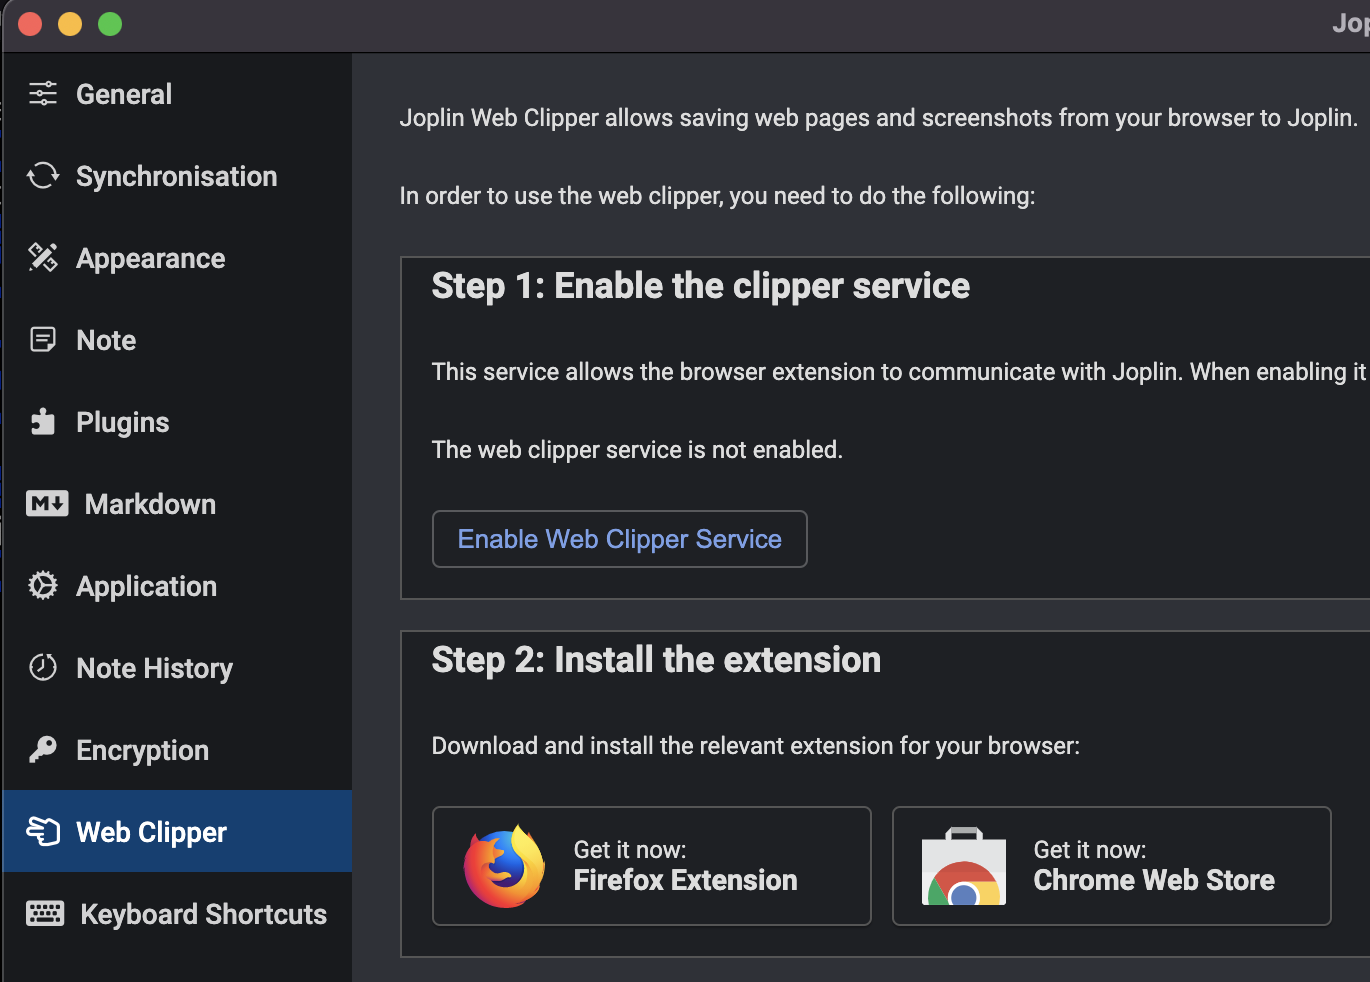 Jop
General
Synchronisation
Appearance
Note
Plugins
Markdown
Application
Note History
Encryption
Web Clipper
Keyboard Shortcuts
Joplin Web Clipper allows saving web pages and screenshots from your browser to Joplin.
In order to use the web clipper, you need to do the following:
Step 1: Enable the clipper service
This service allows the browser extension to communicate with Joplin. When enabling it
The web clipper service is not enabled.
Enable Web Clipper Service
Step 2: Install the extension
Download and install the relevant extension for your browser:
Get it now:
Firefox Extension
Get it now:
Chrome Web Store